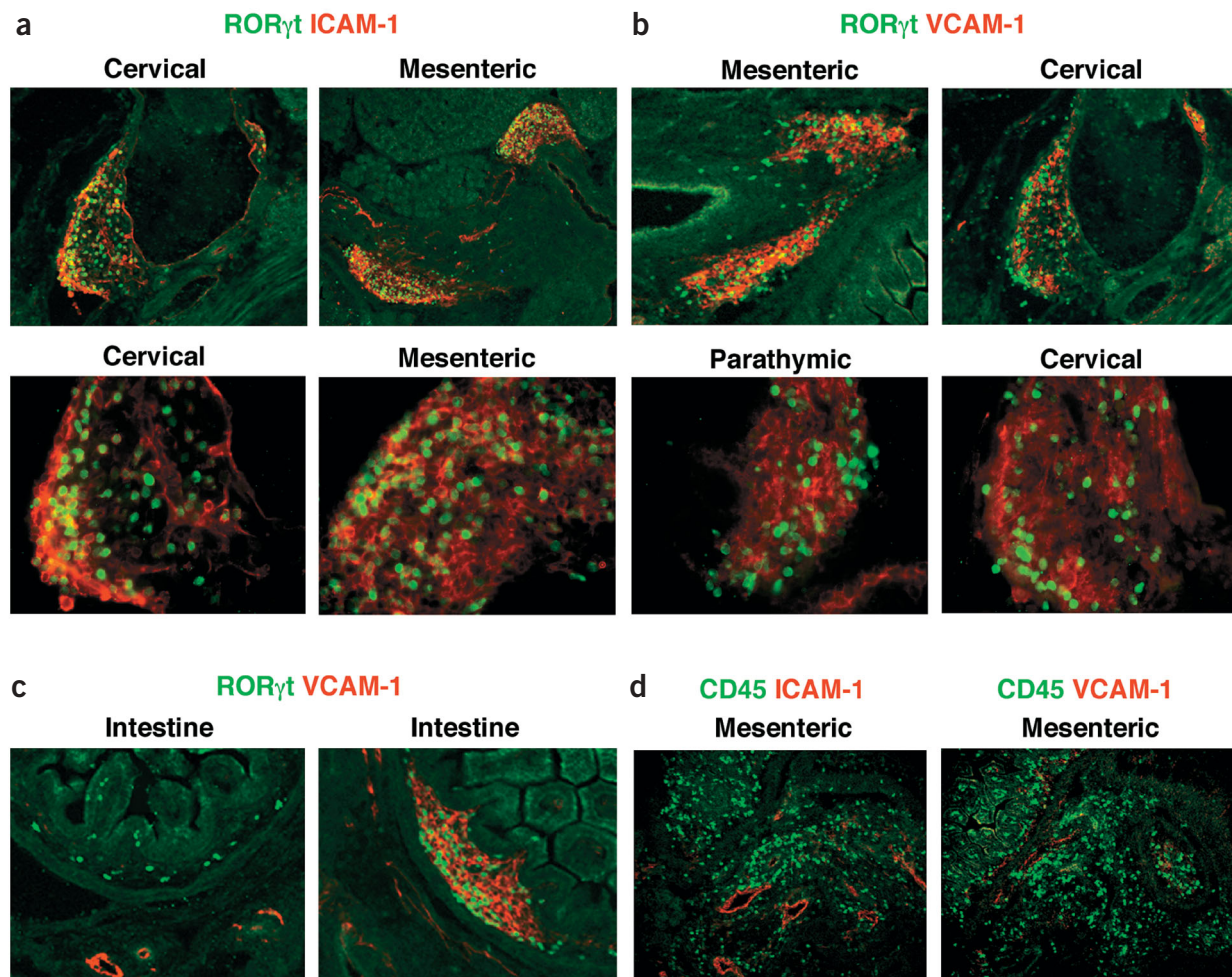 a
RORγt ICAM-1
Cervical
Mesenteric
Cervical
Mesenteric
b
RORγt VCAM-1
Mesenteric
Cervical
Parathymic
Cervical
c
RORγt VCAM-1
Intestine
Intestine
d
CD45 ICAM-1
CD45 VCAM-1
Mesenteric
Mesenteric